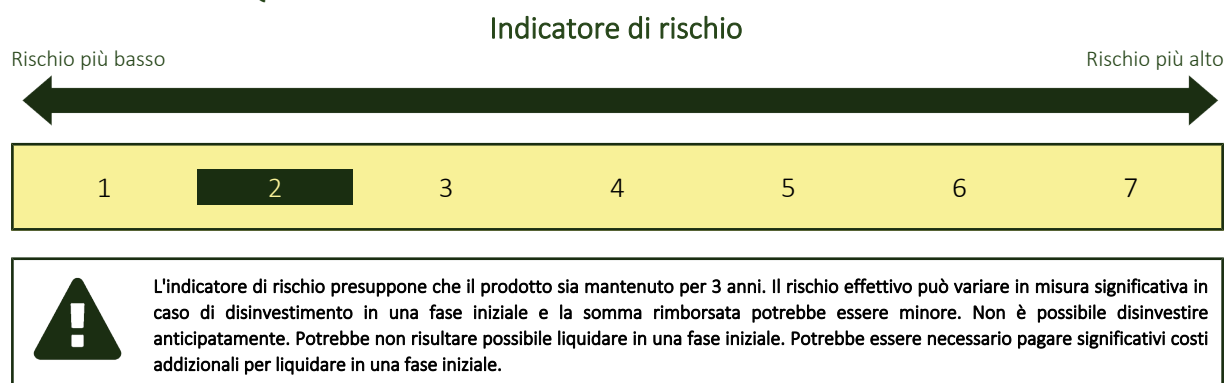 Indicatore di rischio
Rischio più basso
Rischio più alto
1 2 3 4 5 6 7
L'indicatore di rischio presuppone che il prodotto sia mantenuto per 3 anni. Il rischio effettivo può variare in misura significativa in
caso di disinvestimento in una fase iniziale e la somma rimborsata potrebbe essere minore. Non è possibile disinvestire
anticipatamente. Potrebbe non risultare possibile liquidare in una fase iniziale. Potrebbe essere necessario pagare significativi costi
addizionali per liquidare in una fase iniziale.